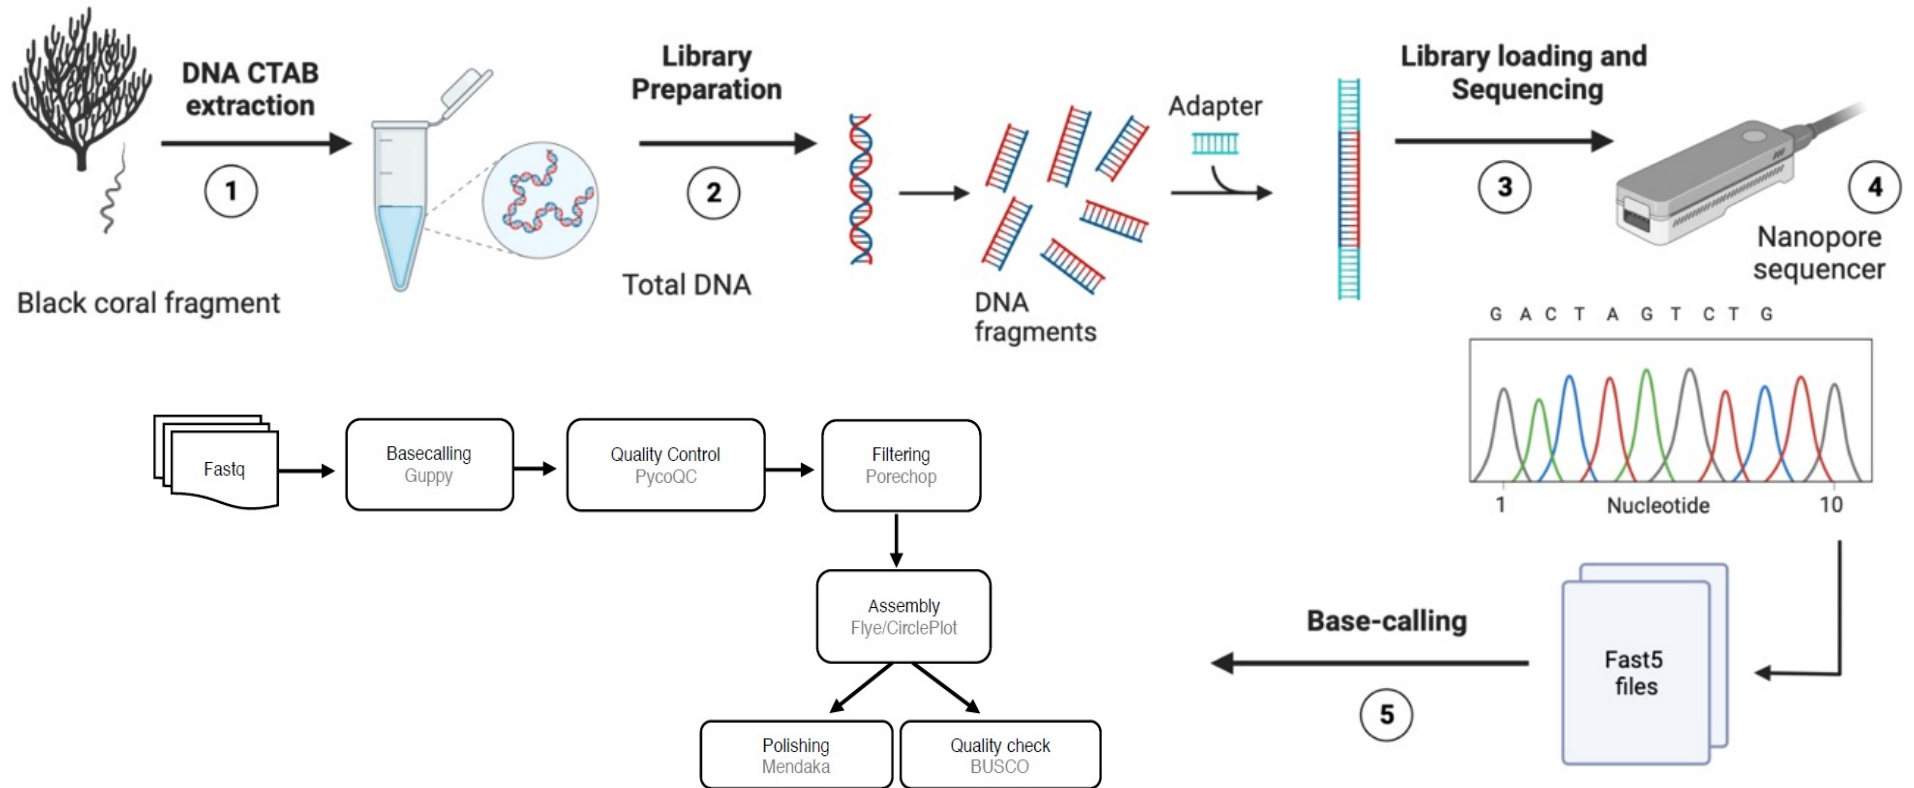 DNA CTAB
extraction
1
Black coral fragment
Library
Preparation
2
Total DNA
DNA
fragments
Adapter
Library loading and
Sequencing
3
4
Nanopore
sequencer
G A C T A G T C T G
1 Nucleotide 10
Fast5
files
Base-calling
5
Fastq
Basecalling
Guppy
Quality Control
PycoQC
Filtering
Porechop
Assembly
Flye/CirclePlot
Polishing
Mendaka
Quality check
BUSCO